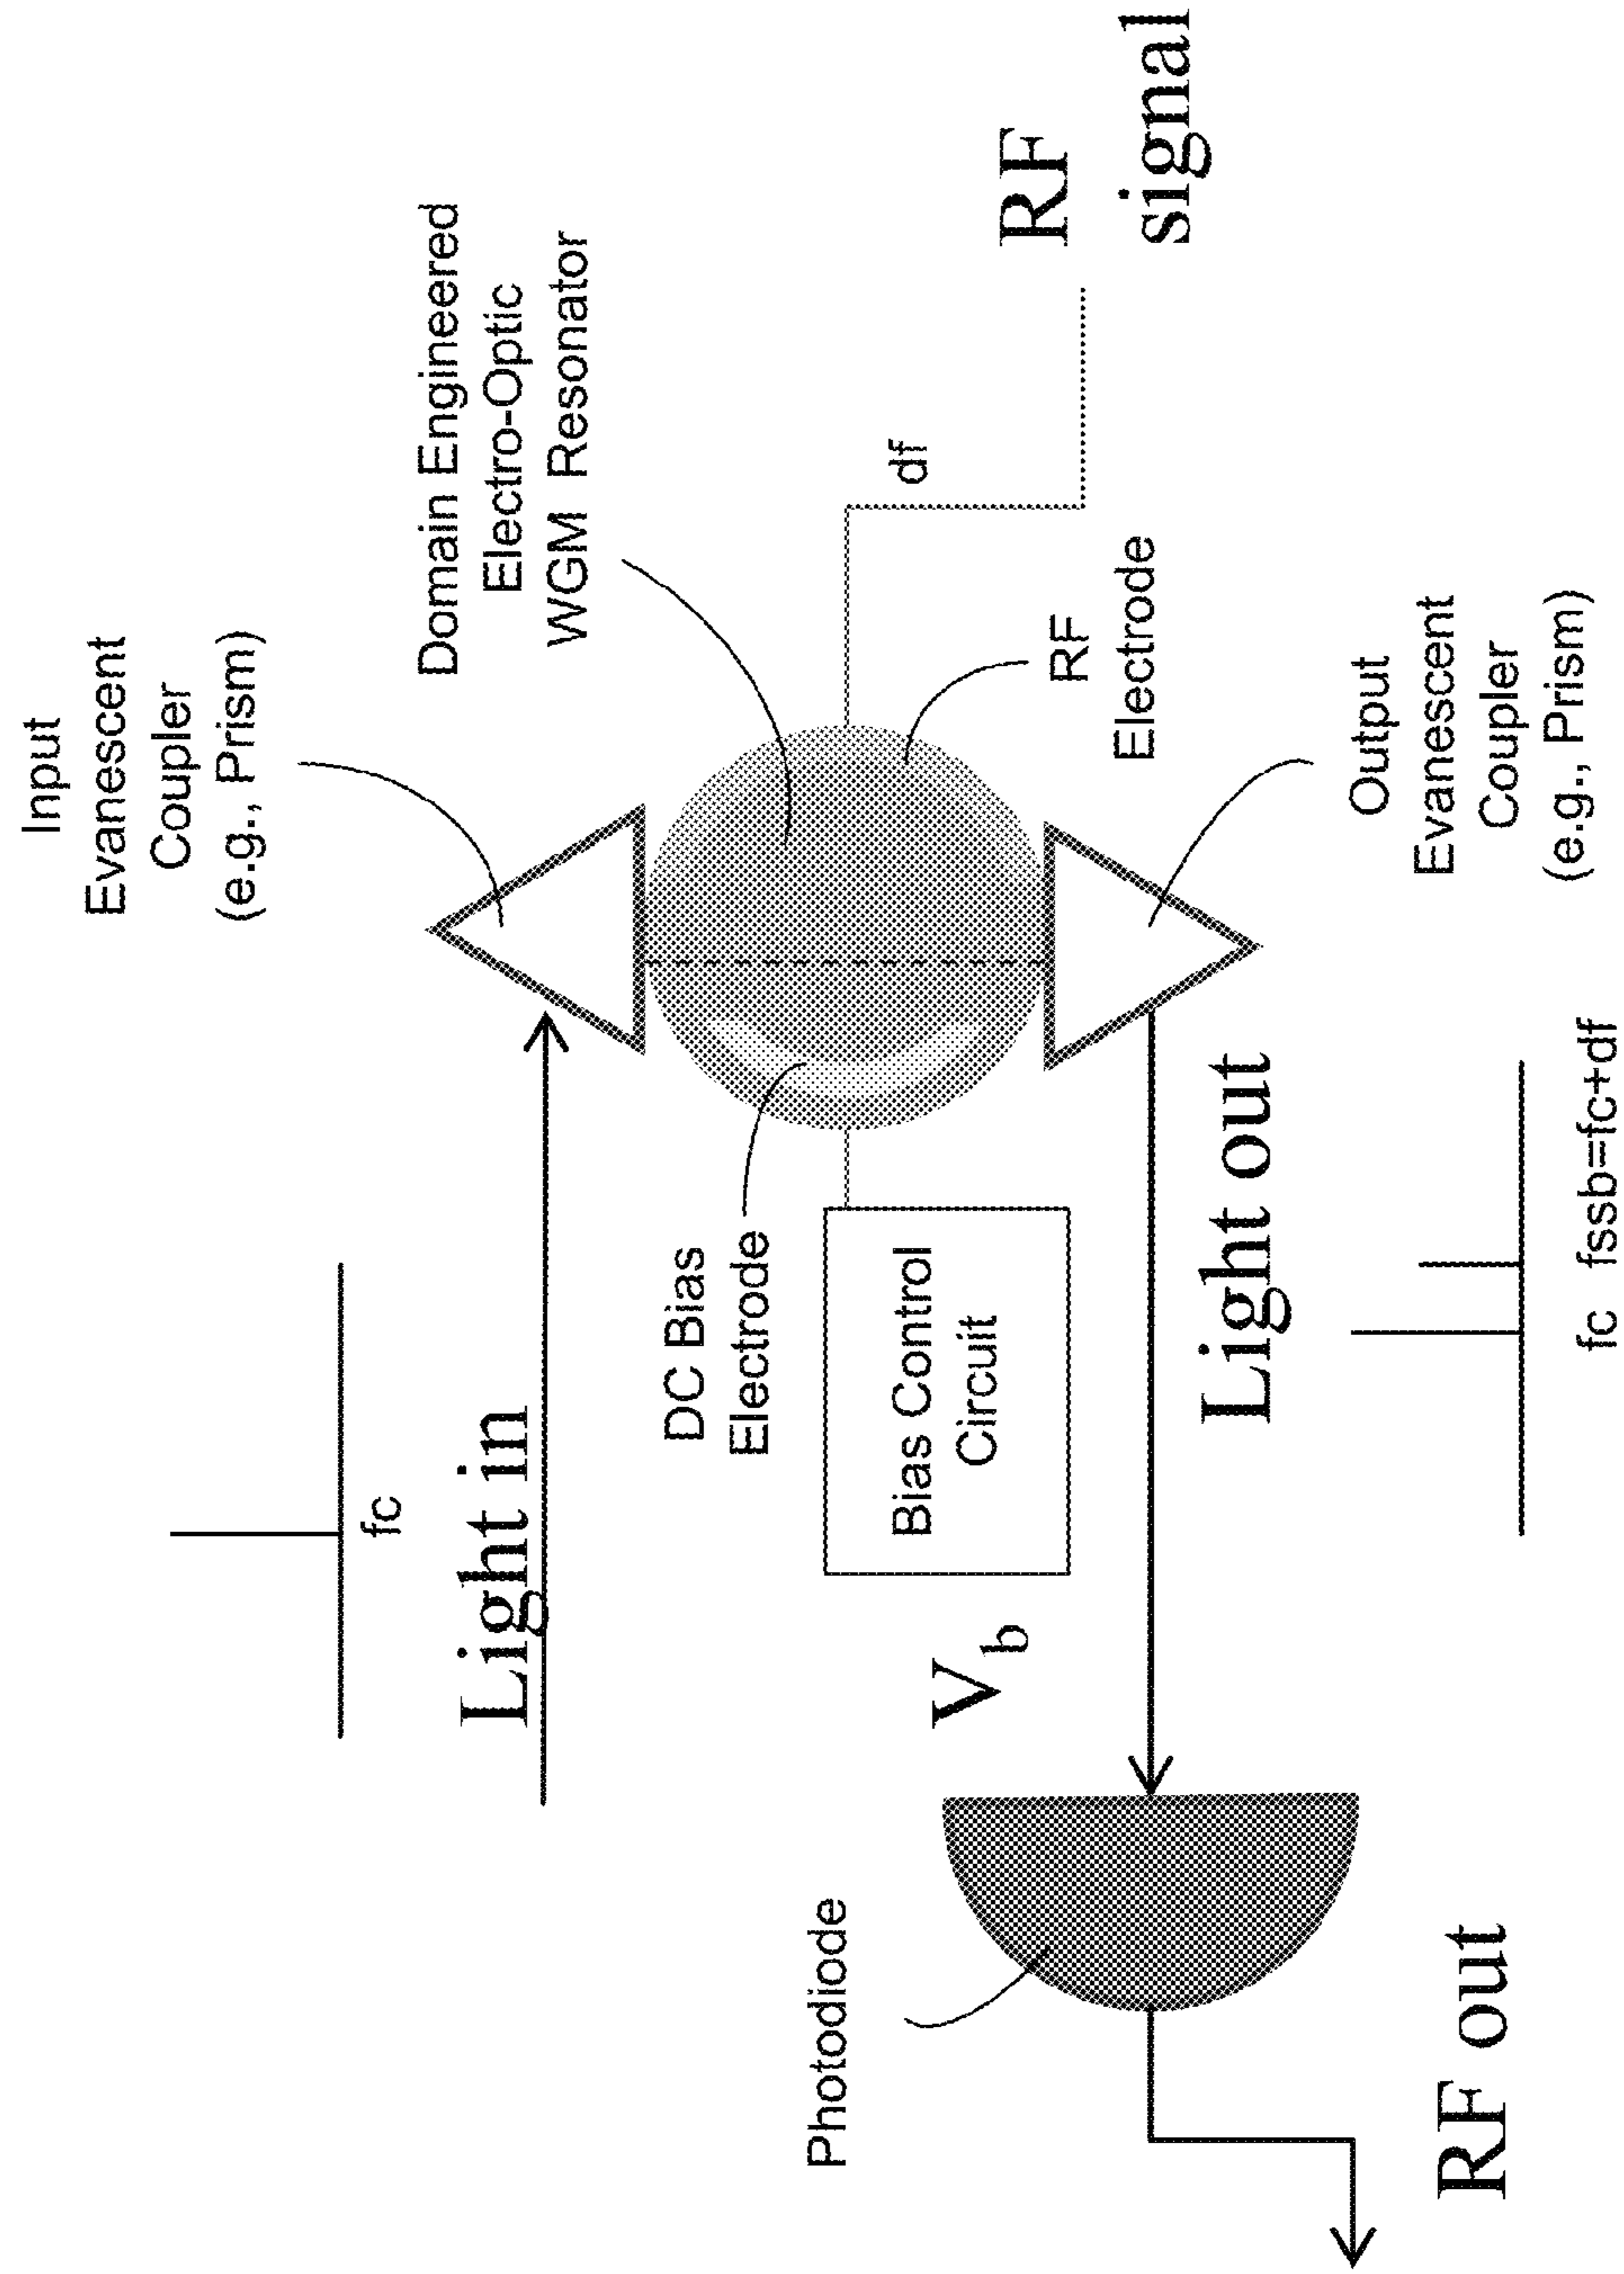 Input
Evanescent
Coupler
(e.g., Prism)
fc
Light in
Domain Engineered
Electro-Optic
WGM Resonator
DC Bias
Electrode
Bias Control
Circuit
V
b
df
RF
signal
RF
Electrode
Photodiode
Light out
Output
Evanescent
Coupler
(e.g., Prism)
RF out
fc fssb=fc+df